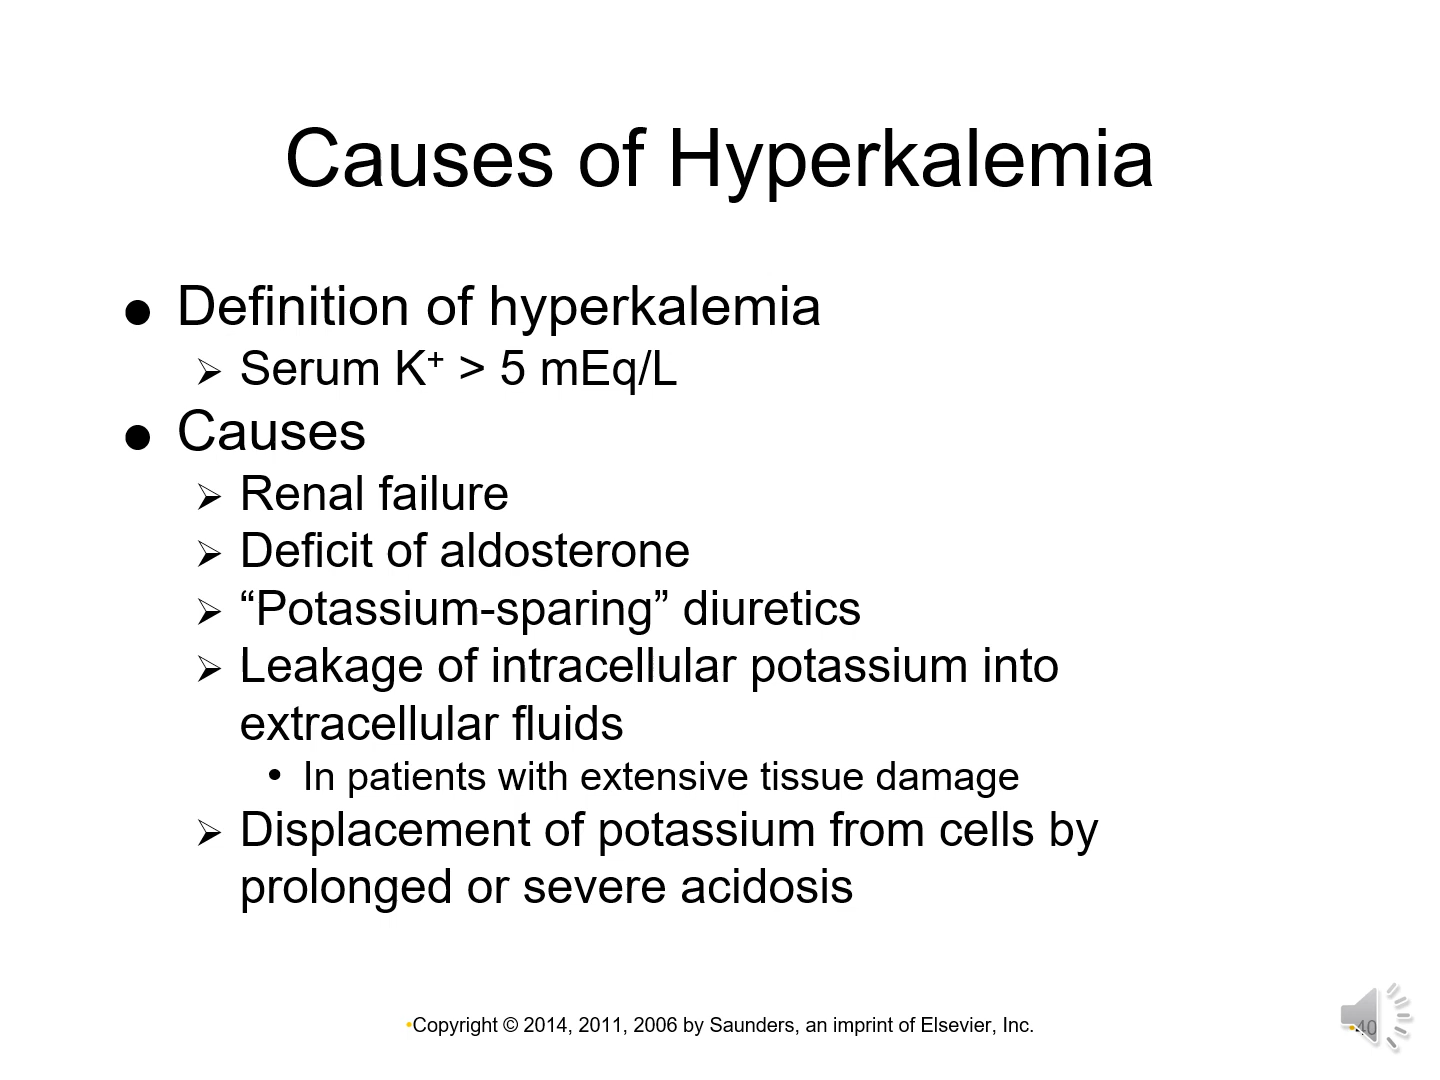 Causes of Hyperkalemia
● Definition of hyperkalemia
➢ Serum K⁺ > 5 mEq/L
● Causes
➢ Renal failure
➢ Deficit of aldosterone
➢ “Potassium-sparing” diuretics
➢ Leakage of intracellular potassium into
extracellular fluids
• In patients with extensive tissue damage
➢ Displacement of potassium from cells by
prolonged or severe acidosis
•Copyright © 2014, 2011, 2006 by Saunders, an imprint of Elsevier, Inc.
•40